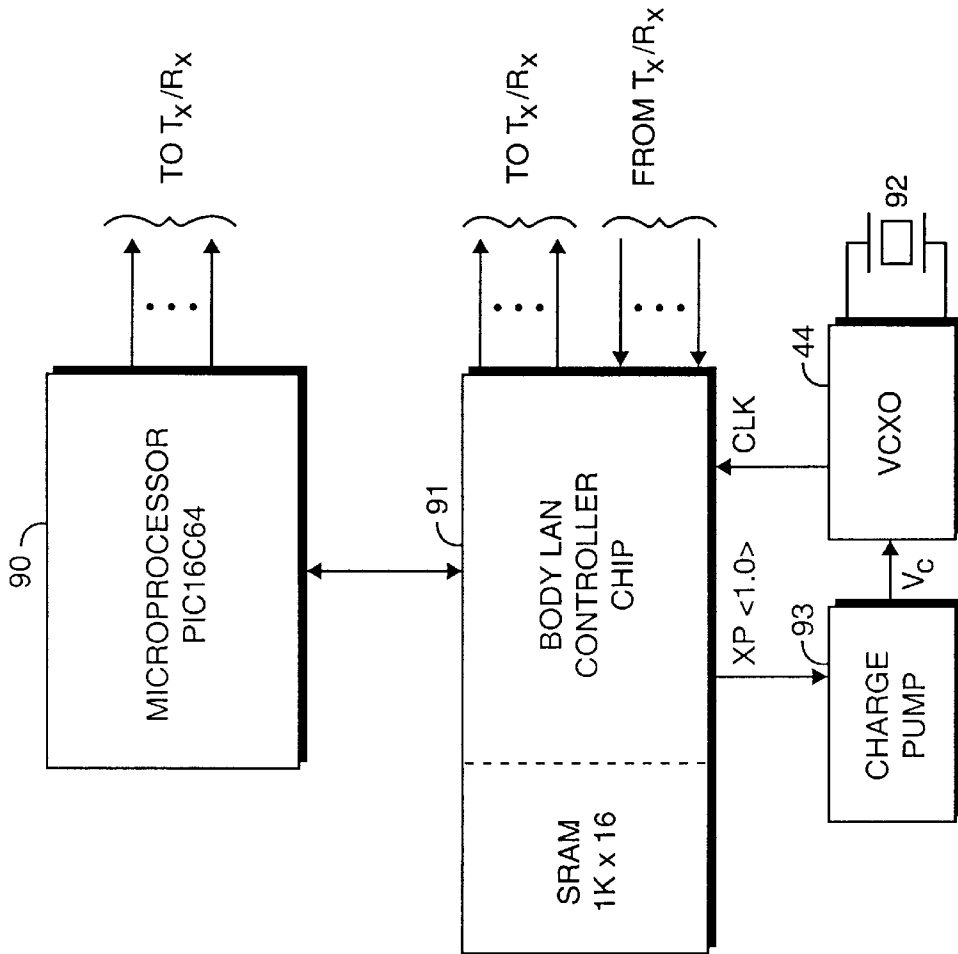 90
MICROPROCESSOR
PIC16C64
TO Tx/Rx
91
BODY LAN
CONTROLLER
CHIP
SRAM
1K x 16
TO Tx/Rx
FROM Tx/Rx
XP <1.0>
CLK
93
CHARGE
PUMP
Vc
44
VCXO
92